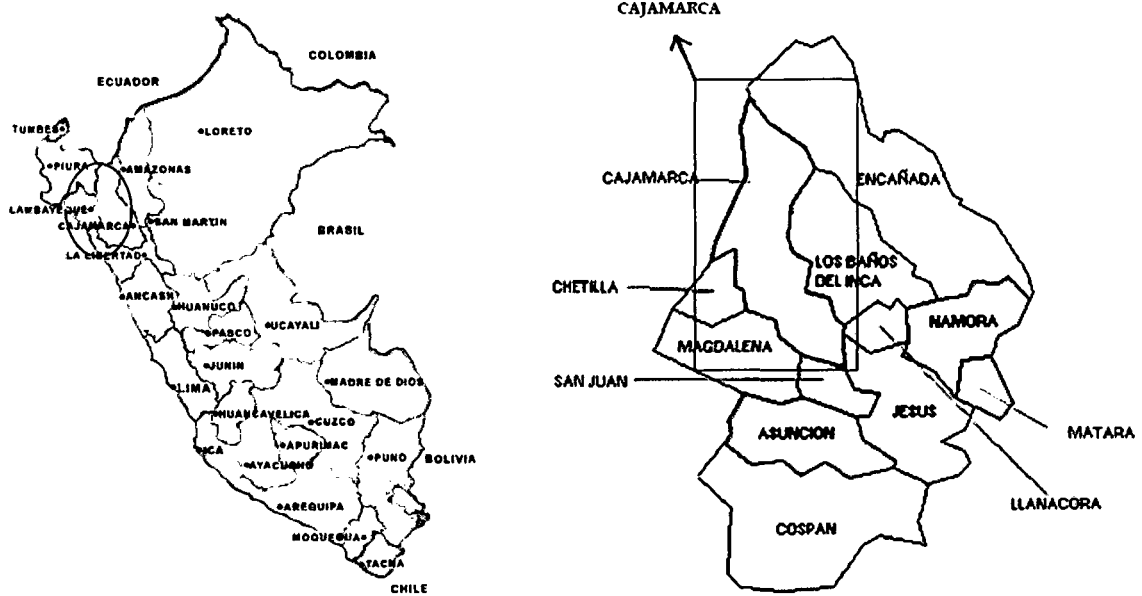 COLOMBIA
ECUADOR
TUMBES
LORETO
PIURA
AMAZONAS
LAMBAYEQUE
CAJAMARCA
SAN MARTIN
BRASIL
LA LIBERTAD
ANCASH
HUANUCO
UCAYALI
PASCO
JUNIN
LIMA
MADRE DE DIOS
HUANCAVELICA
CUZCO
ICA
APURIMAC
AYACUCHO
PUNO
BOLIVIA
AREQUIPA
MOQUEGUA
TACNA
CHILE
CAJAMARCA
CAJAMARCA
ENCAÑADA
LOS BAÑOS
DEL INCA
CHETILLA
NAMORA
MAGDALENA
SAN JUAN
JESUS
ASUNCION
MATARA
LLANACORA
COSPAN